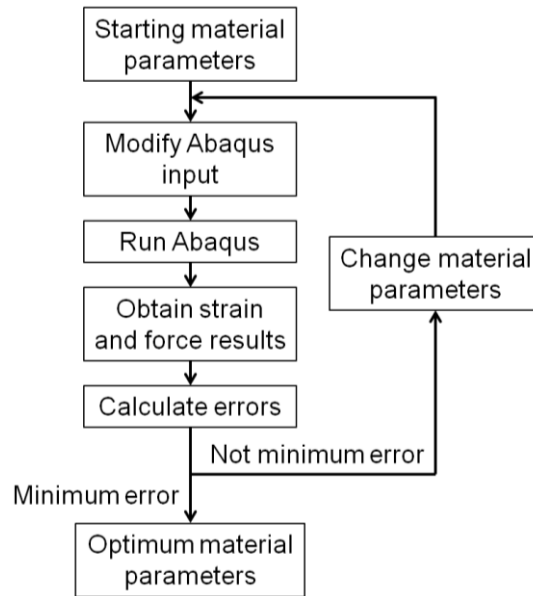 Starting material
parameters
Modify Abaqus
input
Run Abaqus
Change material
parameters
Obtain strain
and force results
Calculate errors
Not minimum error
Minimum error
Optimum material
parameters